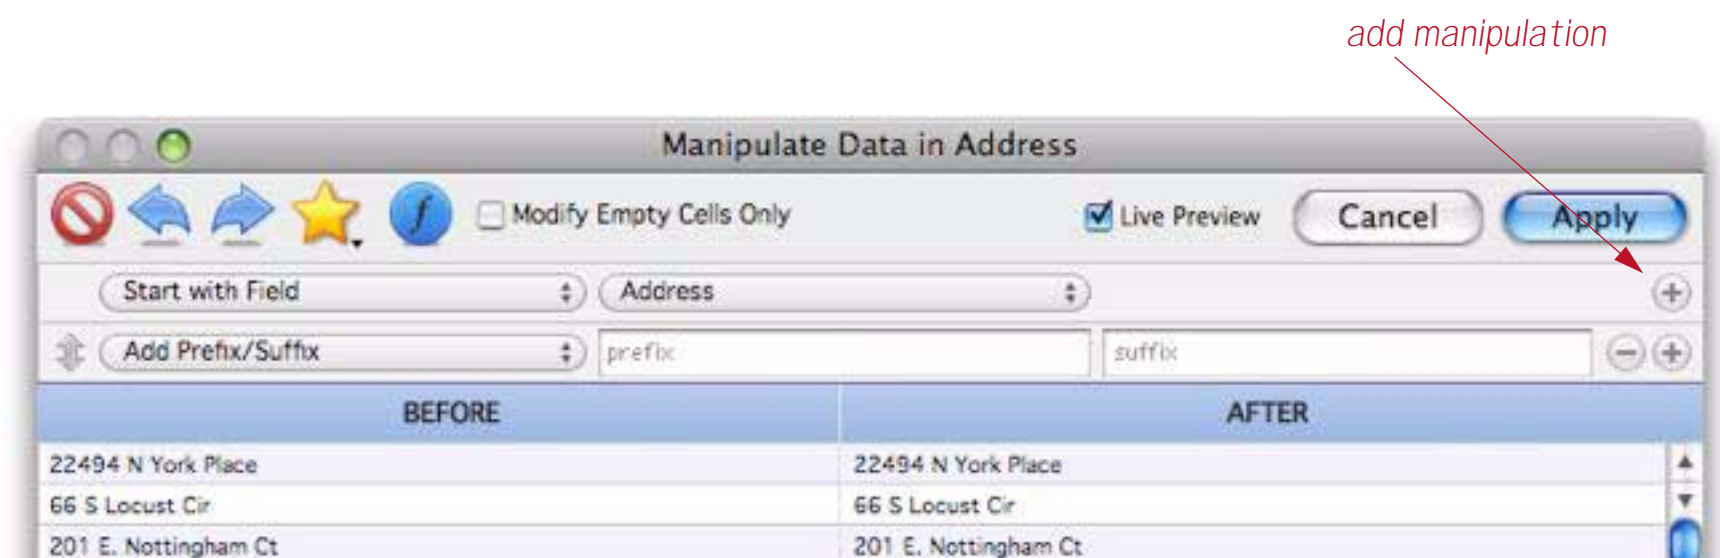 add manipulation
Manipulate Data in Address
f Modify Empty Cells Only Live Preview Cancel Apply
Start with Field Address
Add Prefix/Suffix prefix suffix
BEFORE AFTER
22494 N York Place 22494 N York Place
66 S Locust Cir 66 S Locust Cir
201 E. Nottingham Ct 201 E. Nottingham Ct